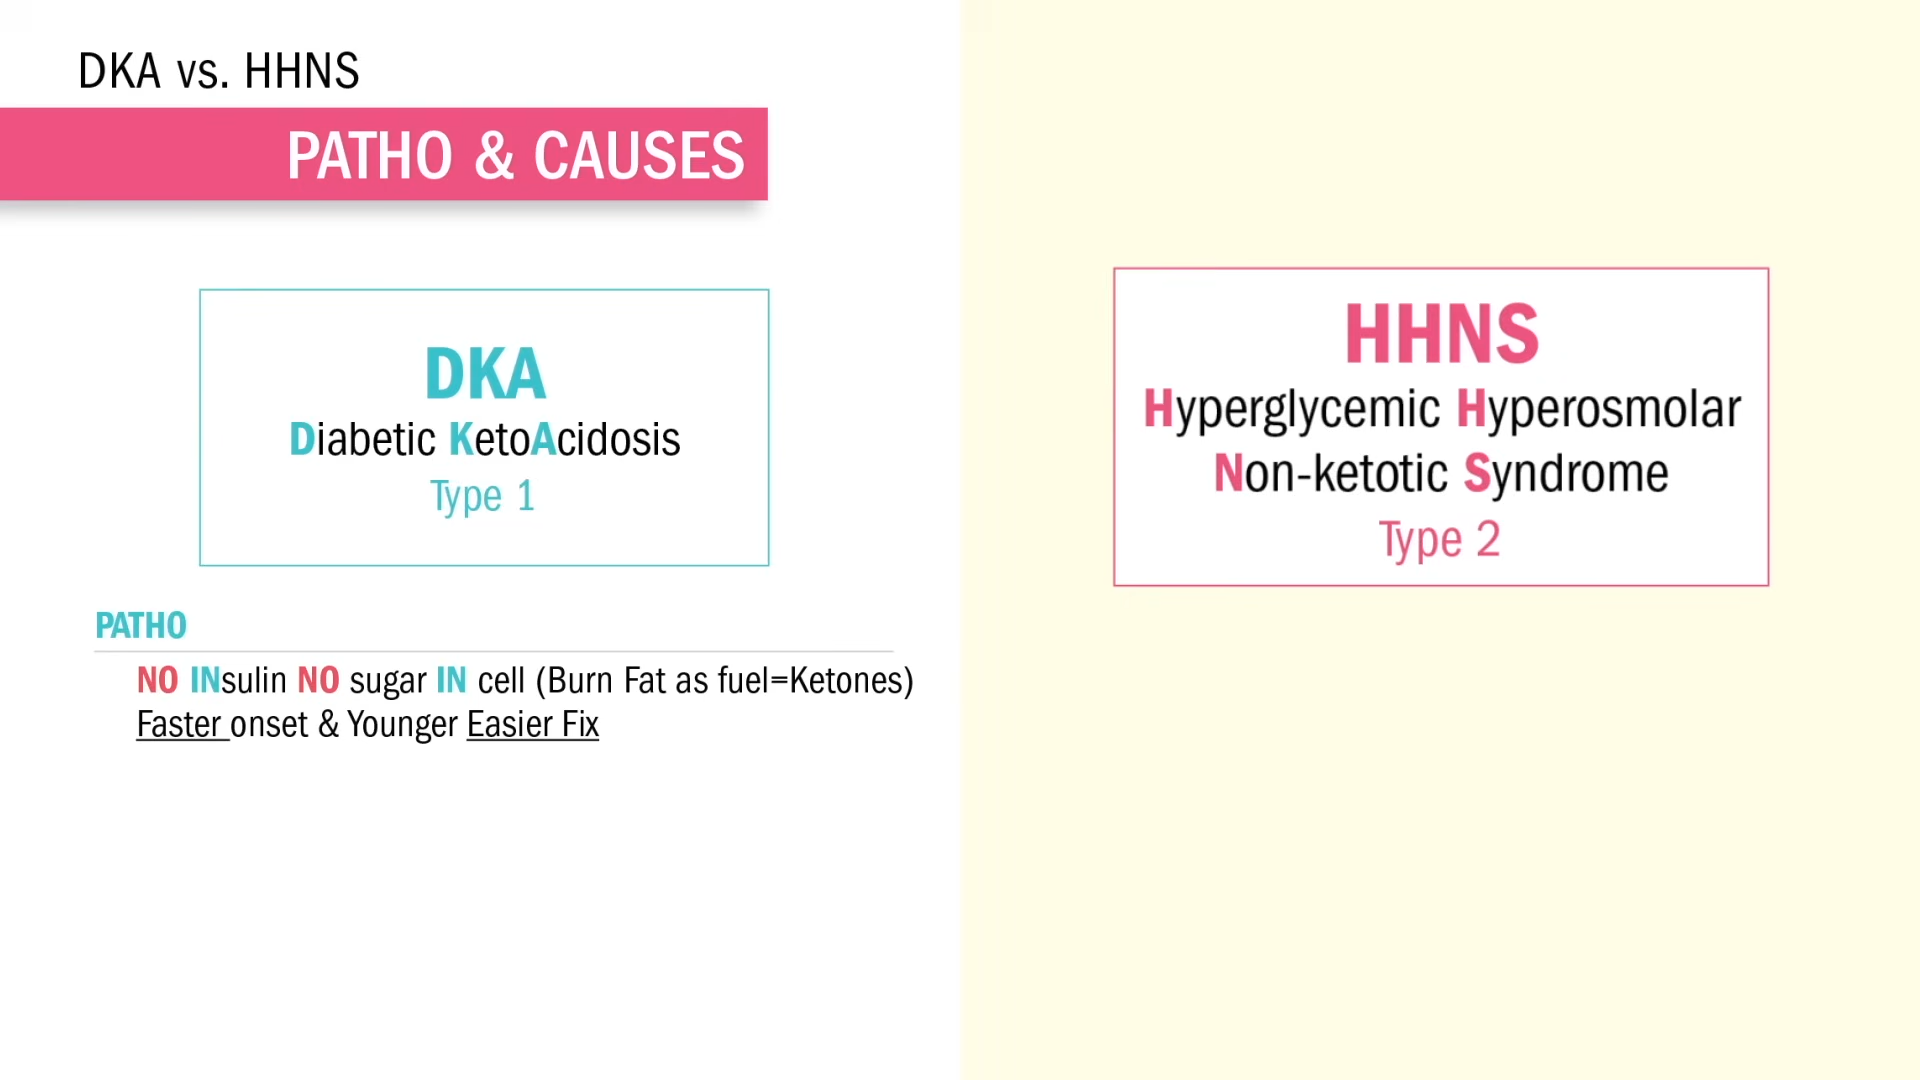 DKA vs. HHNS
PATHO & CAUSES
DKA
Diabetic KetoAcidosis
Type 1
PATHO
NO INsulin NO sugar IN cell (Burn Fat as fuel=Ketones)
Faster onset & Younger Easier Fix
HHNS
Hyperglycemic Hyperosmolar
Non-ketotic Syndrome
Type 2